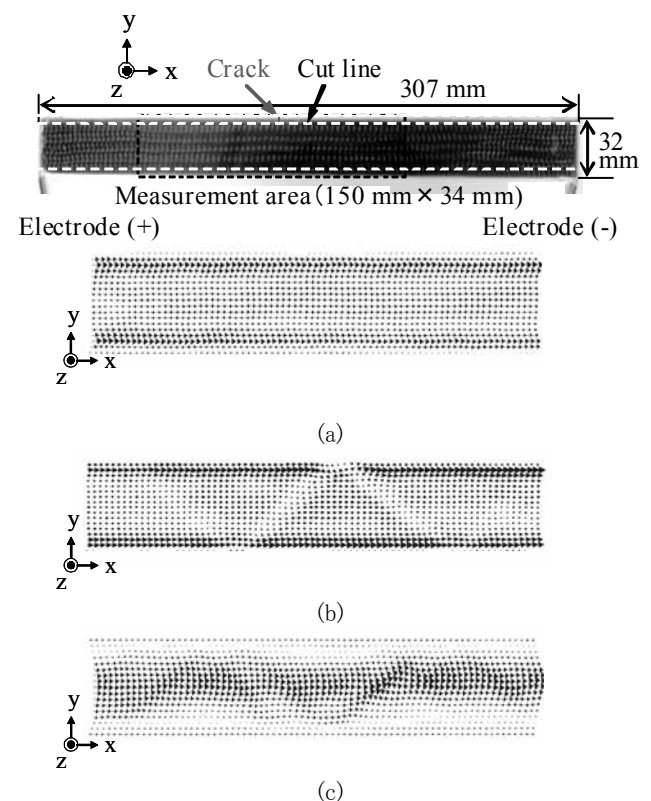 y
z
x
Crack
Cut line
307 mm
32
mm
Measurement area (150 mm × 34 mm)
Electrode (+)
Electrode (-)
y
z
x
(a)
y
z
x
(b)
y
z
x
(c)